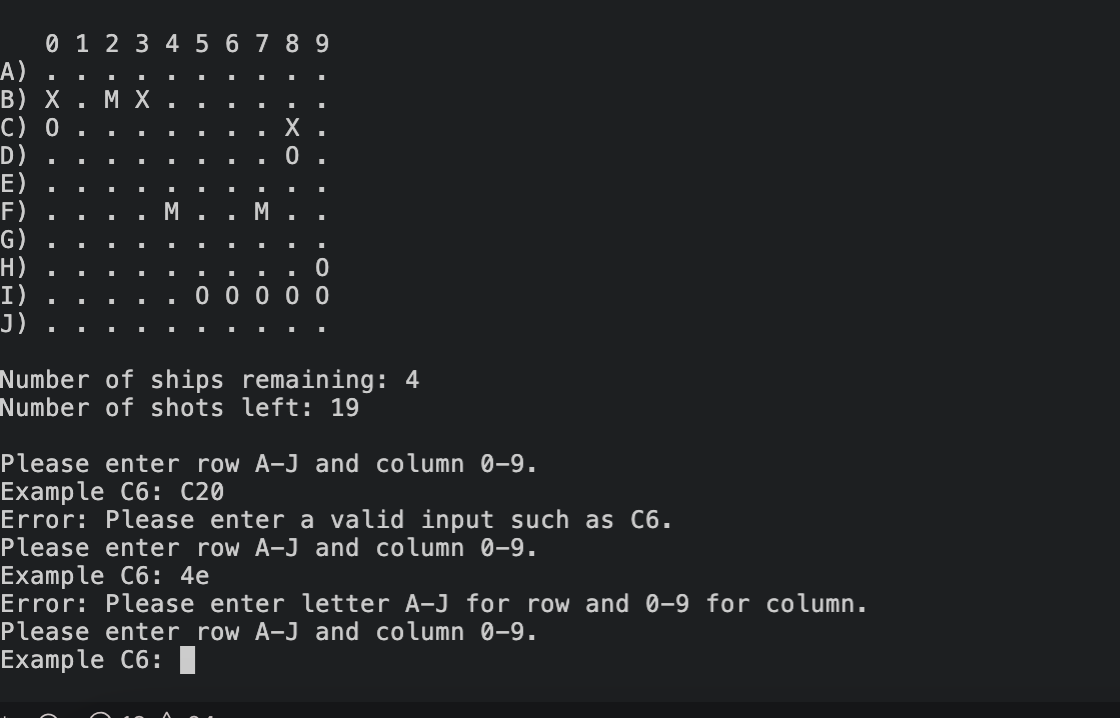 0 1 2 3 4 5 6 7 8 9
A) . . . . . . . . . .
B) X . M X . . . . . .
C) O . . . . . . . X .
D) . . . . . . . . O .
E) . . . . . . . . . .
F) . . . . M . . M . .
G) . . . . . . . . . .
H) . . . . . . . . . O
I) . . . . . O O O O O
J) . . . . . . . . . .
Number of ships remaining: 4
Number of shots left: 19
Please enter row A-J and column 0-9.
Example C6: C20
Error: Please enter a valid input such as C6.
Please enter row A-J and column 0-9.
Example C6: 4e
Error: Please enter letter A-J for row and 0-9 for column.
Please enter row A-J and column 0-9.
Example C6: